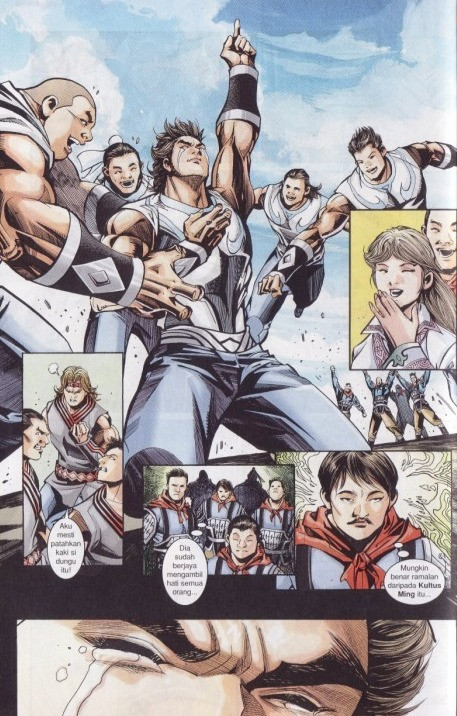 Aku
mesti
patahkan
kaki si
dungu
itu!
Dia
sudah
berjaya
mengambil
hati semua
orang...
Mungkin
benar ramalan
daripada Kultus
Ming itu...